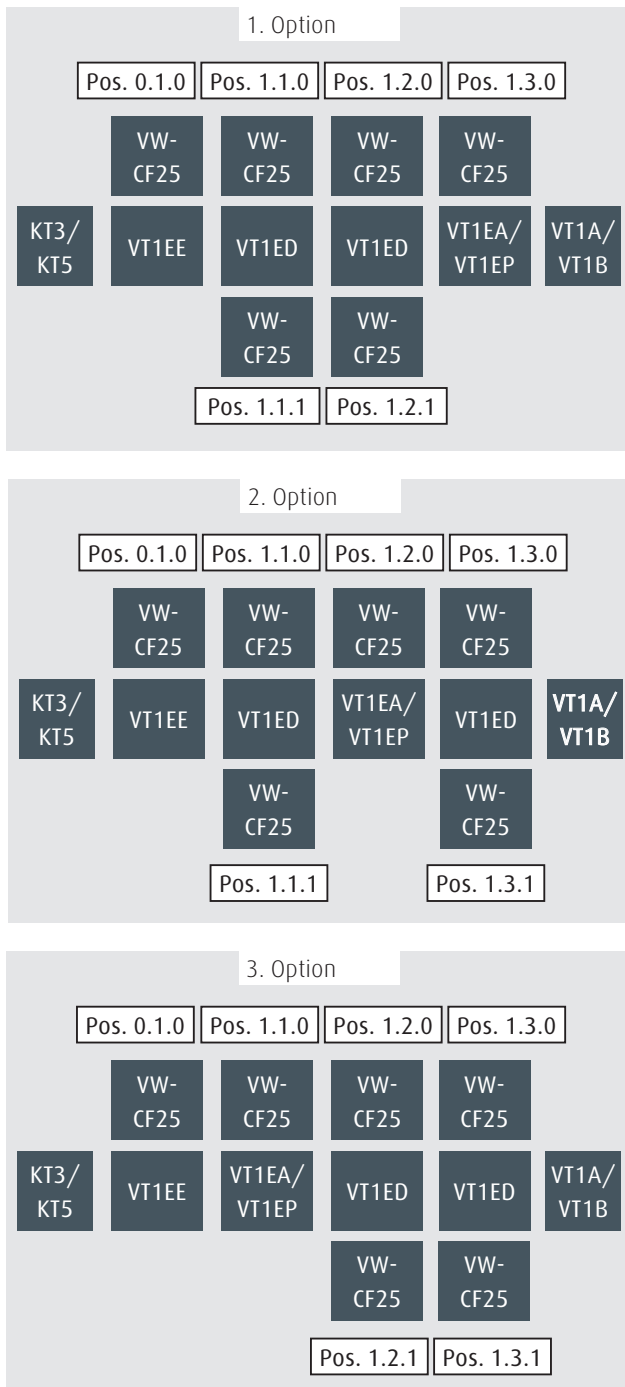 1. Option
Pos. 0.1.0 Pos. 1.1.0 Pos. 1.2.0 Pos. 1.3.0
VW- VW- VW- VW-
CF25 CF25 CF25 CF25
KT3/ VT1EA/ VT1A/
VT1EE VT1ED VT1ED
KT5 VT1EP VT1B
VW- VW-
CF25 CF25
Pos. 1.1.1 Pos. 1.2.1
2. Option
Pos. 0.1.0 Pos. 1.1.0 Pos. 1.2.0 Pos. 1.3.0
VW- VW- VW- VW-
CF25 CF25 CF25 CF25
KT3/ VT1EA/ VT1A/
VT1EE VT1ED VT1ED
KT5 VT1EP VT1B
VW- VW-
CF25 CF25
Pos. 1.1.1 Pos. 1.3.1
3. Option
Pos. 0.1.0 Pos. 1.1.0 Pos. 1.2.0 Pos. 1.3.0
VW- VW- VW- VW-
CF25 CF25 CF25 CF25
KT3/ VT1EA/ VT1A/
VT1EE VT1ED VT1ED
KT5 VT1EP VT1B
VW- VW-
CF25 CF25
Pos. 1.2.1 Pos. 1.3.1